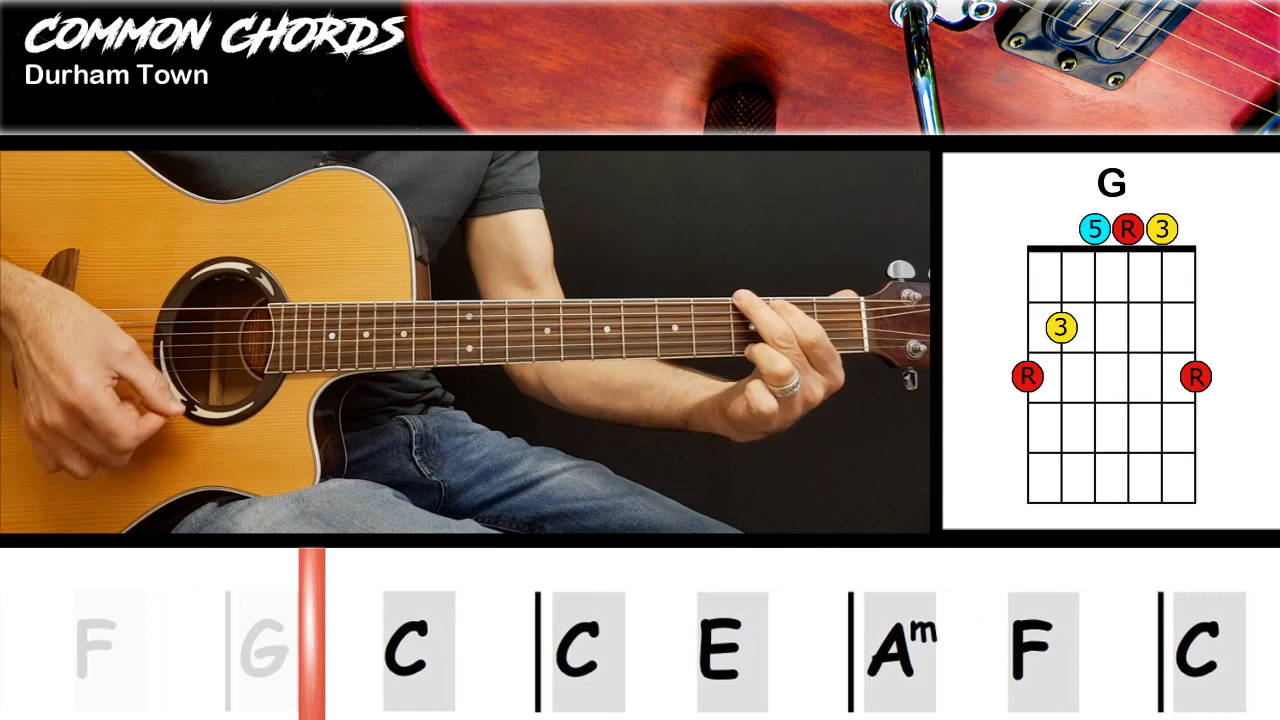 COMMON CHORDS
Durham Town
G
5 R 3
3
R R
F G C C E Am F C